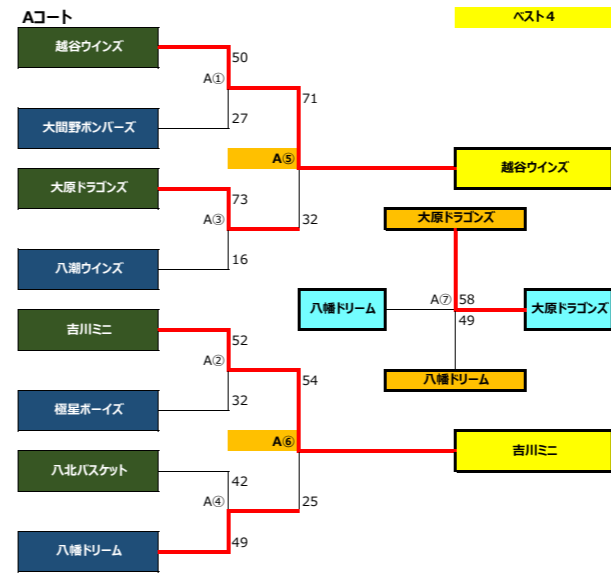 Aコート
ベスト4
越谷ウインズ
50
A①
71
27
大間野ボンバーズ
A⑤
越谷ウインズ
大原ドラゴンズ
73
A③
32
大原ドラゴンズ
16
八潮ウインズ
八幡ドリーム
A⑦
58
大原ドラゴンズ
49
吉川ミニ
52
A②
54
八幡ドリーム
32
極星ボーイズ
A⑥
吉川ミニ
八北バスケット
42
A④
25
49
八幡ドリーム